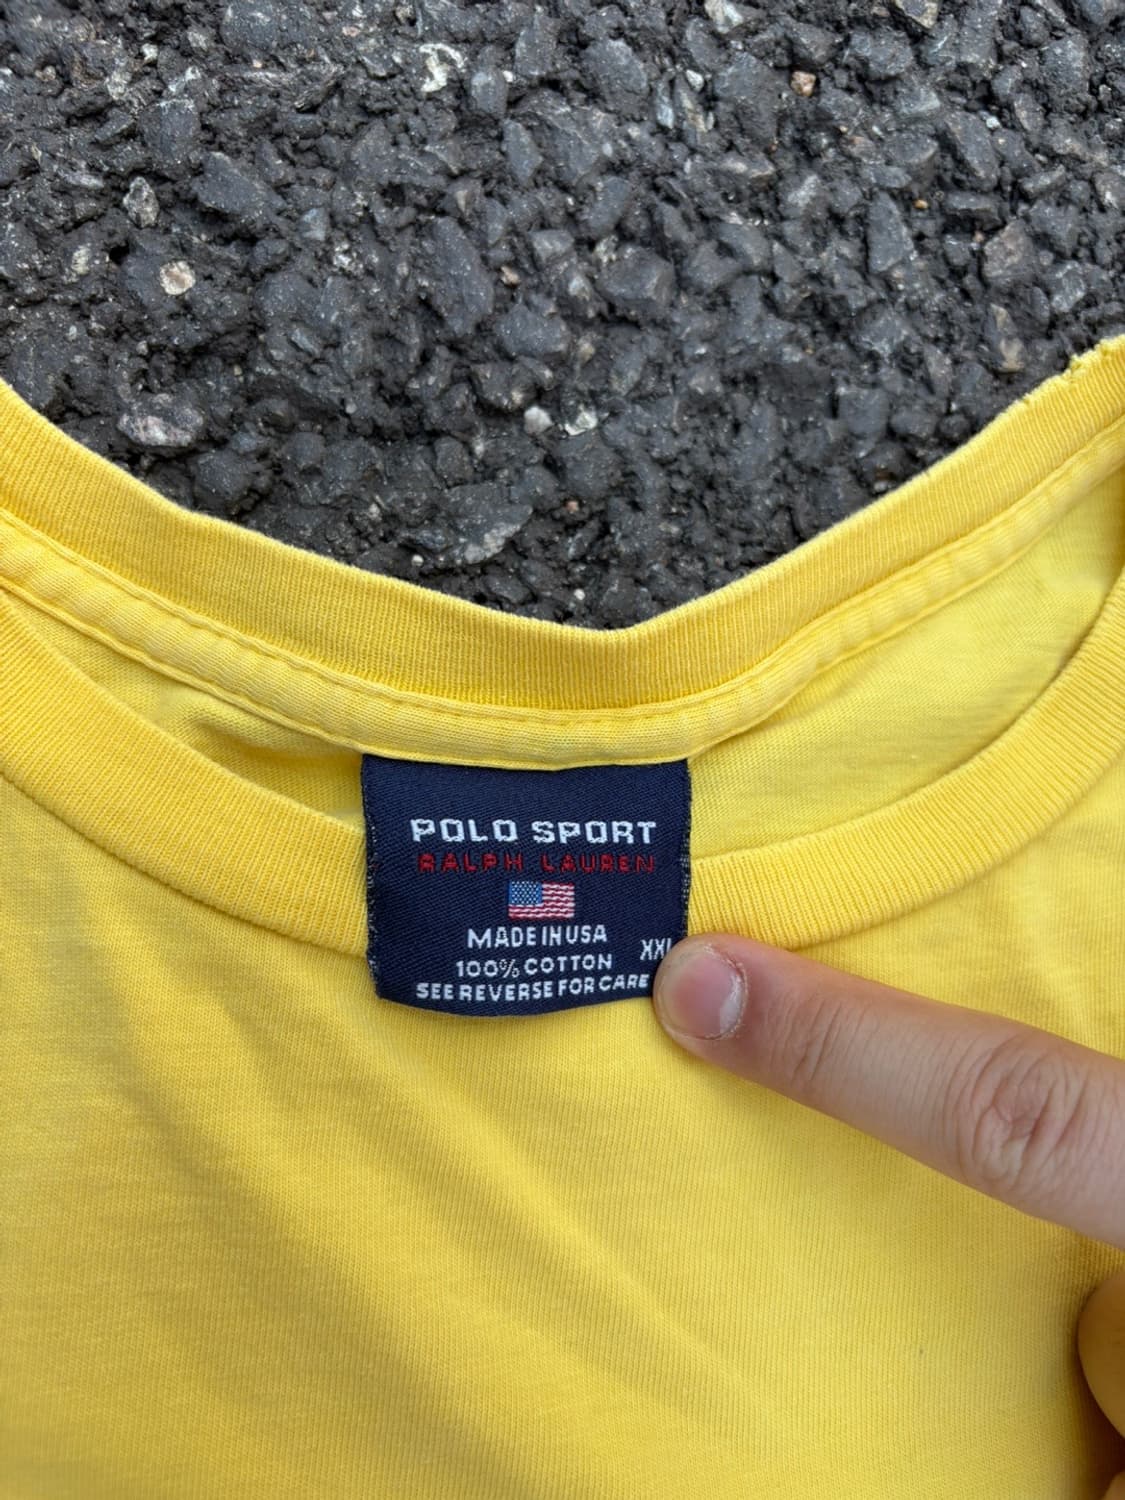 POLO SPORT
RALPH LAUREN
MADE IN USA
100% COTTON XXL
SEE REVERSE FOR CARE